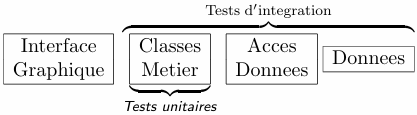 Tests d'integration
Interface
Graphique
Classes
Metier
Acces
Donnees
Donnees
Tests unitaires